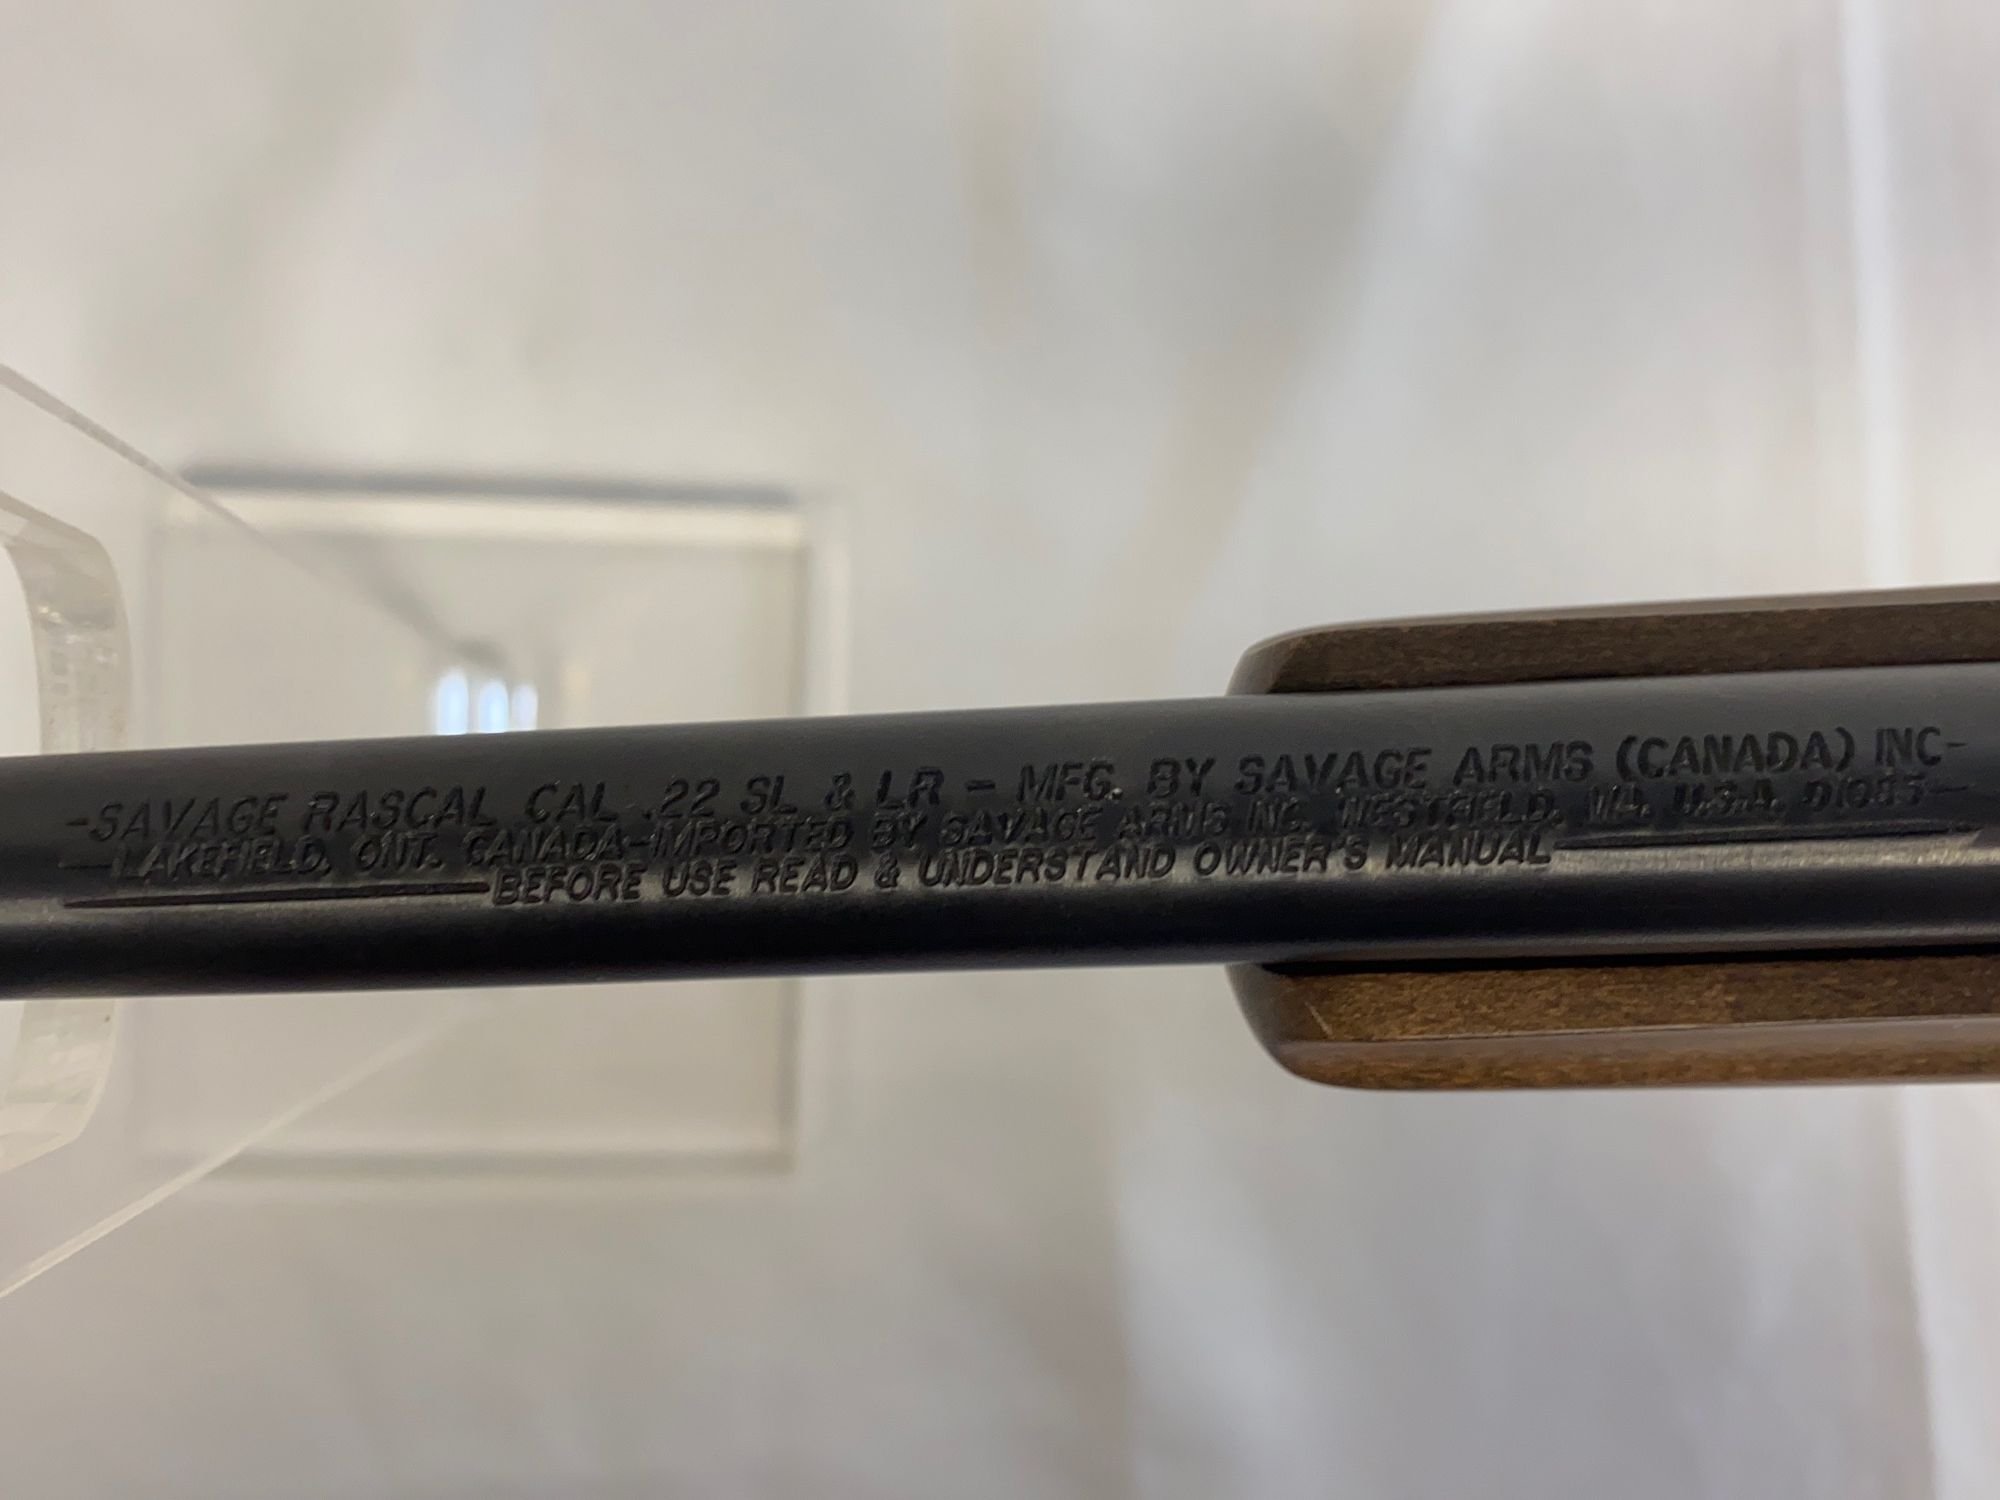 -SAVAGE RASCAL CAL .22 SL & LR - MFG. BY SAVAGE ARMS (CANADA) INC-
LAKEFIELD, ONT. CANADA-IMPORTED BY SAVAGE ARMS INC. WESTFIELD, MA. U.S.A. 01085-
BEFORE USE READ & UNDERSTAND OWNER'S MANUAL